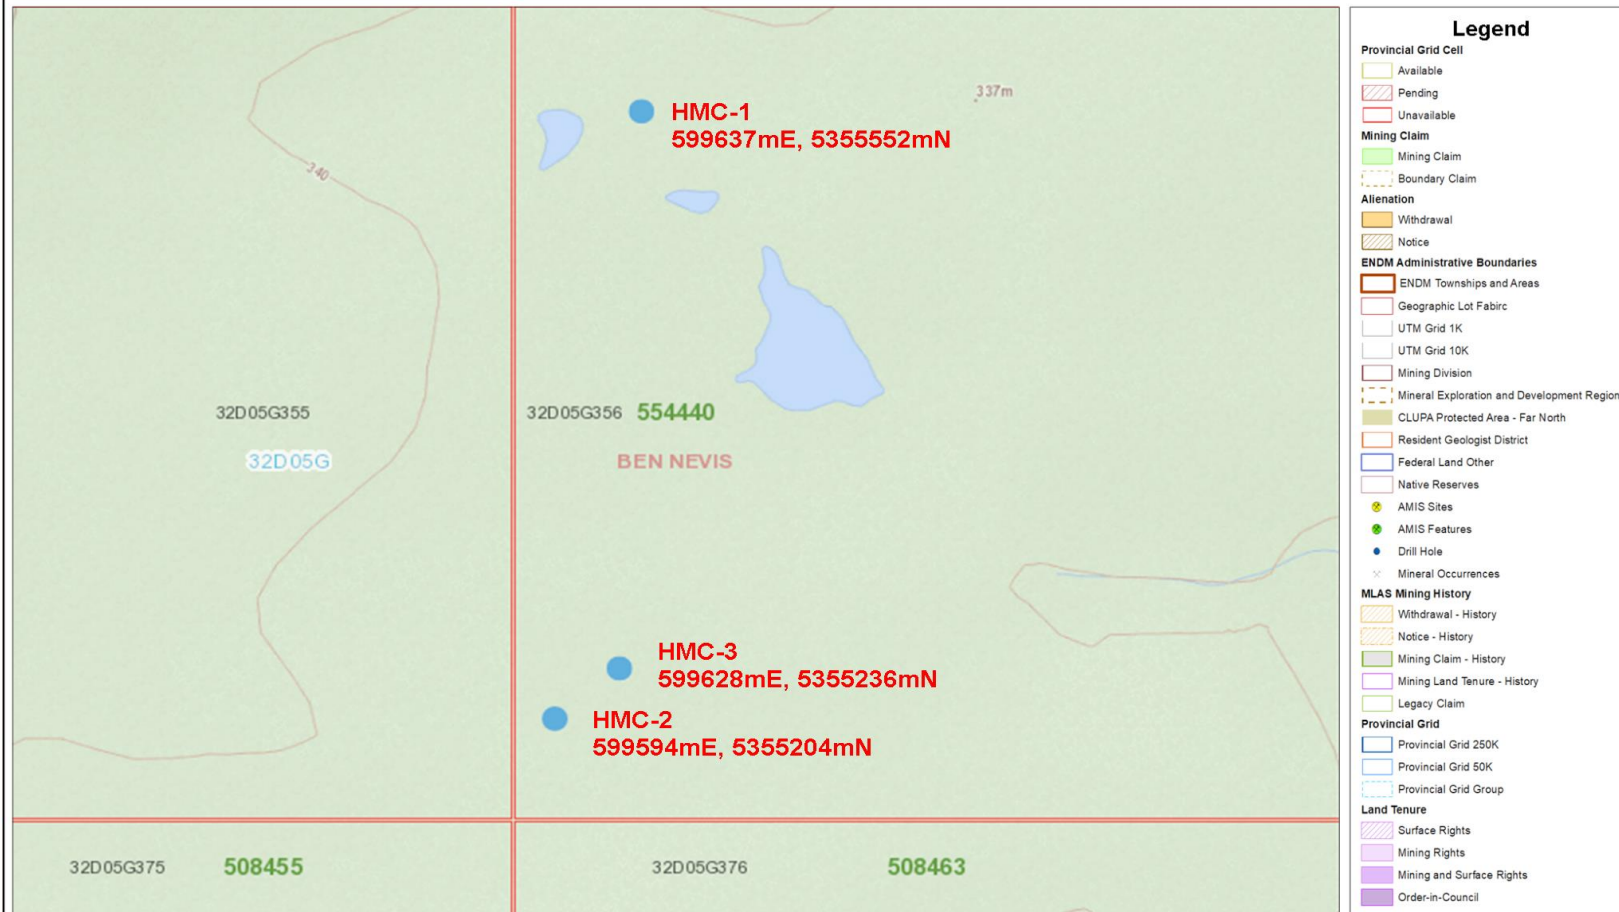 HMC-1
599637mE, 5355552mN
337m
340
32D05G355
32D05G
32D05G356 554440
BEN NEVIS
HMC-3
599628mE, 5355236mN
HMC-2
599594mE, 5355204mN
32D05G375 508455
32D05G376 508463
Legend
Provincial Grid Cell
Available
Pending
Unavailable
Mining Claim
Mining Claim
Boundary Claim
Alienation
Withdrawal
Notice
ENDM Administrative Boundaries
ENDM Townships and Areas
Geographic Lot Fabirc
UTM Grid 1K
UTM Grid 10K
Mining Division
Mineral Exploration and Development Region
CLUPA Protected Area - Far North
Resident Geologist District
Federal Land Other
Native Reserves
AMIS Sites
AMIS Features
Drill Hole
Mineral Occurrences
MLAS Mining History
Withdrawal - History
Notice - History
Mining Claim - History
Mining Land Tenure - History
Legacy Claim
Provincial Grid
Provincial Grid 250K
Provincial Grid 50K
Provincial Grid Group
Land Tenure
Surface Rights
Mining Rights
Mining and Surface Rights
Order-in-Council